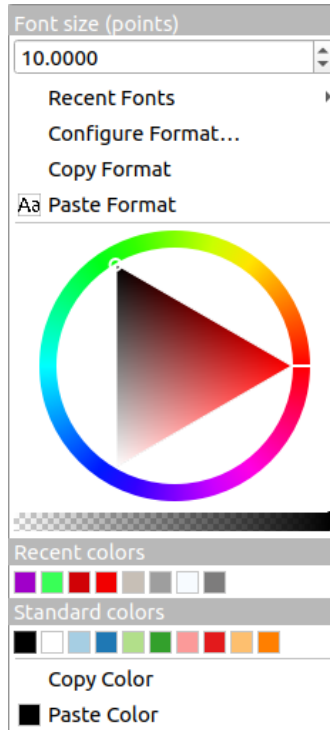 Font size (points)
10.0000
Recent Fonts
Configure Format…
Copy Format
Aa Paste Format
Recent colors
Standard colors
Copy Color
Paste Color